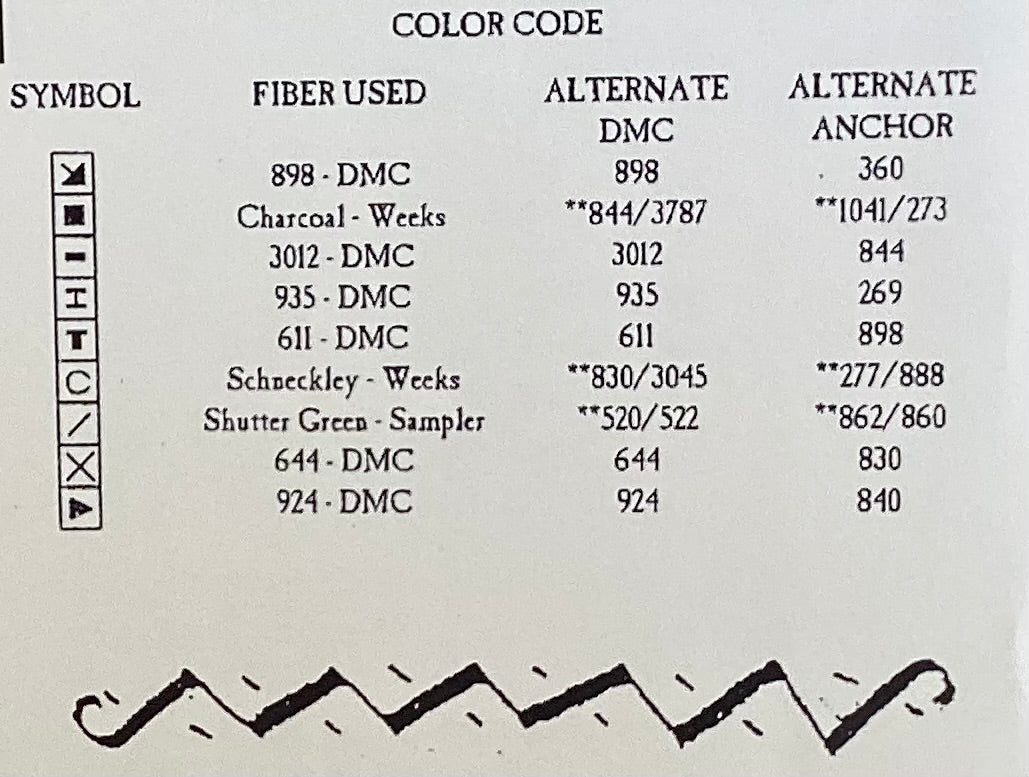 COLOR CODE
SYMBOL FIBER USED ALTERNATE DMC ALTERNATE ANCHOR
898 - DMC 898 360
Charcoal - Weeks **844/3787 **1041/273
3012 - DMC 3012 844
I 935 - DMC 935 269
T 611 - DMC 611 898
C Schneckley - Weeks **830/3045 **277/888
/ Shutter Green - Sampler **520/522 **862/860
X 644 - DMC 644 830
924 - DMC 924 840